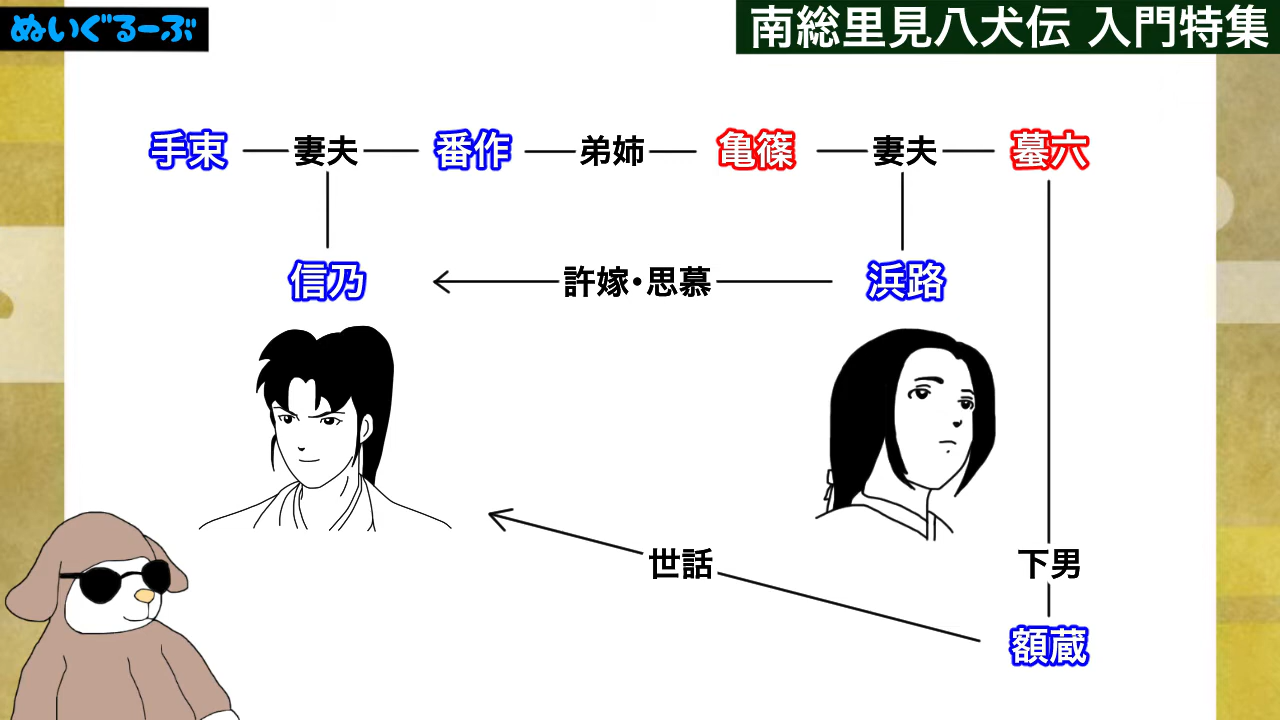 ぬいぐるーぶ
南総里見八犬伝 入門特集
手束 妻夫 番作 弟姉 亀篠 妻夫 墓六
信乃 許嫁・思慕 浜路
世話 下男
額蔵